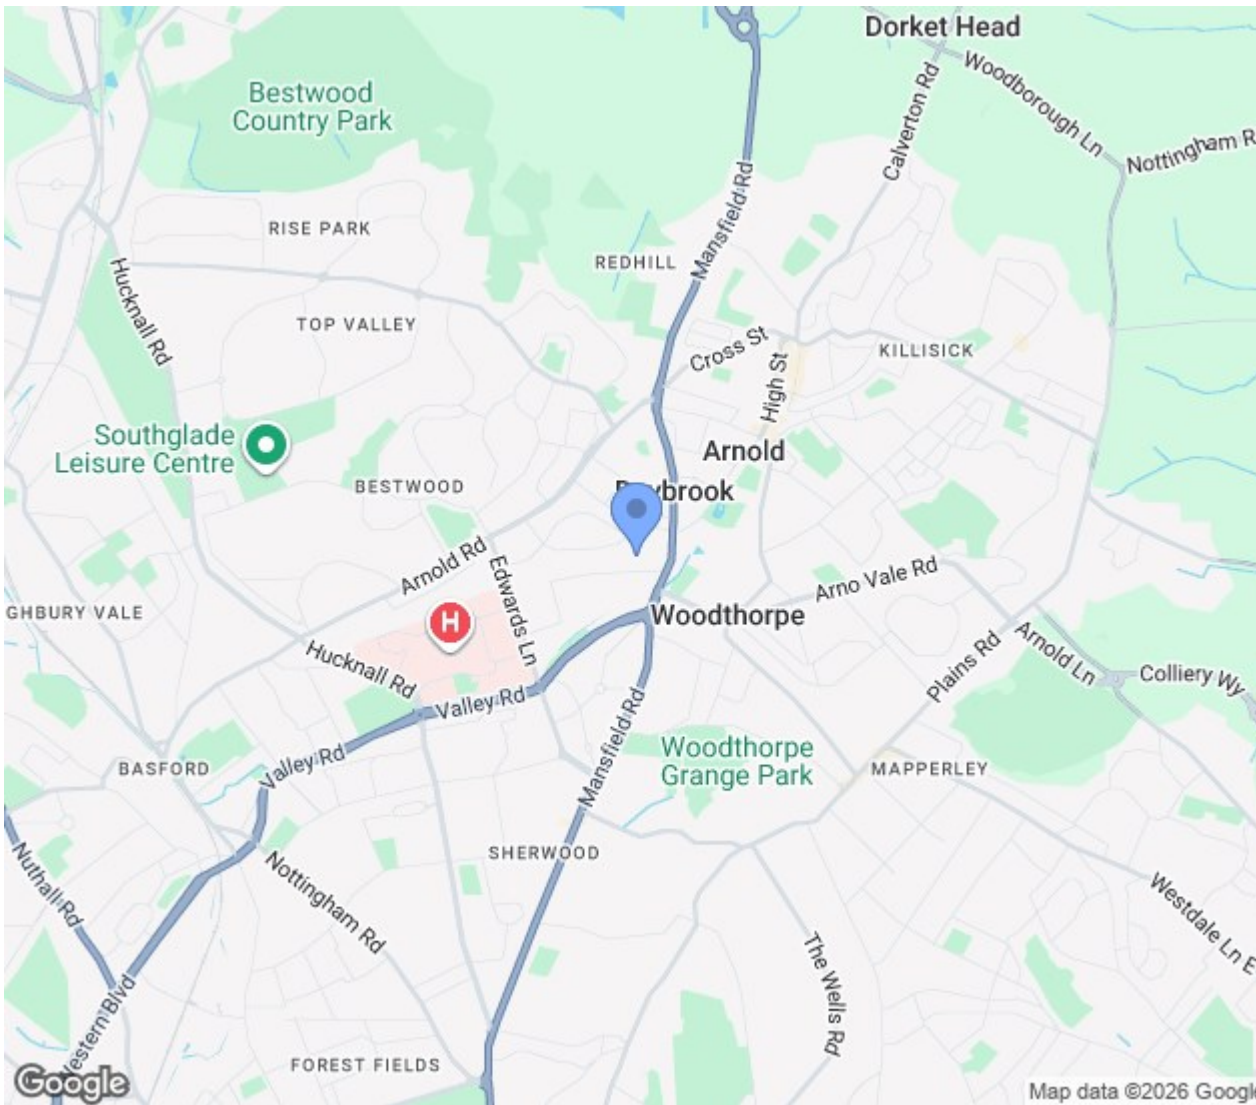 Dorket Head
Woodborough Ln
Bestwood
Country Park
Calverton Rd
Nottingham R
Mansfield Rd
RISE PARK
REDHILL
Hucknall Rd
TOP VALLEY
Cross St
KILLISICK
High St
Southglade
Leisure Centre
Arnold
BESTWOOD
ybrook
Arnold Rd
Edwards Ln
Arno Vale Rd
GHBURY VALE
H
Woodthorpe
Hucknall Rd
Plains Rd
Arnold Ln
Colliery Wy
Valley Rd
Mansfield Rd
Valley Rd
Woodthorpe
Grange Park
BASFORD
MAPPERLEY
Nuthall Rd
SHERWOOD
Nottingham Rd
Westdale Ln E
The Wells Rd
Western Blvd
FOREST FIELDS
Google
Map data ©2026 Google